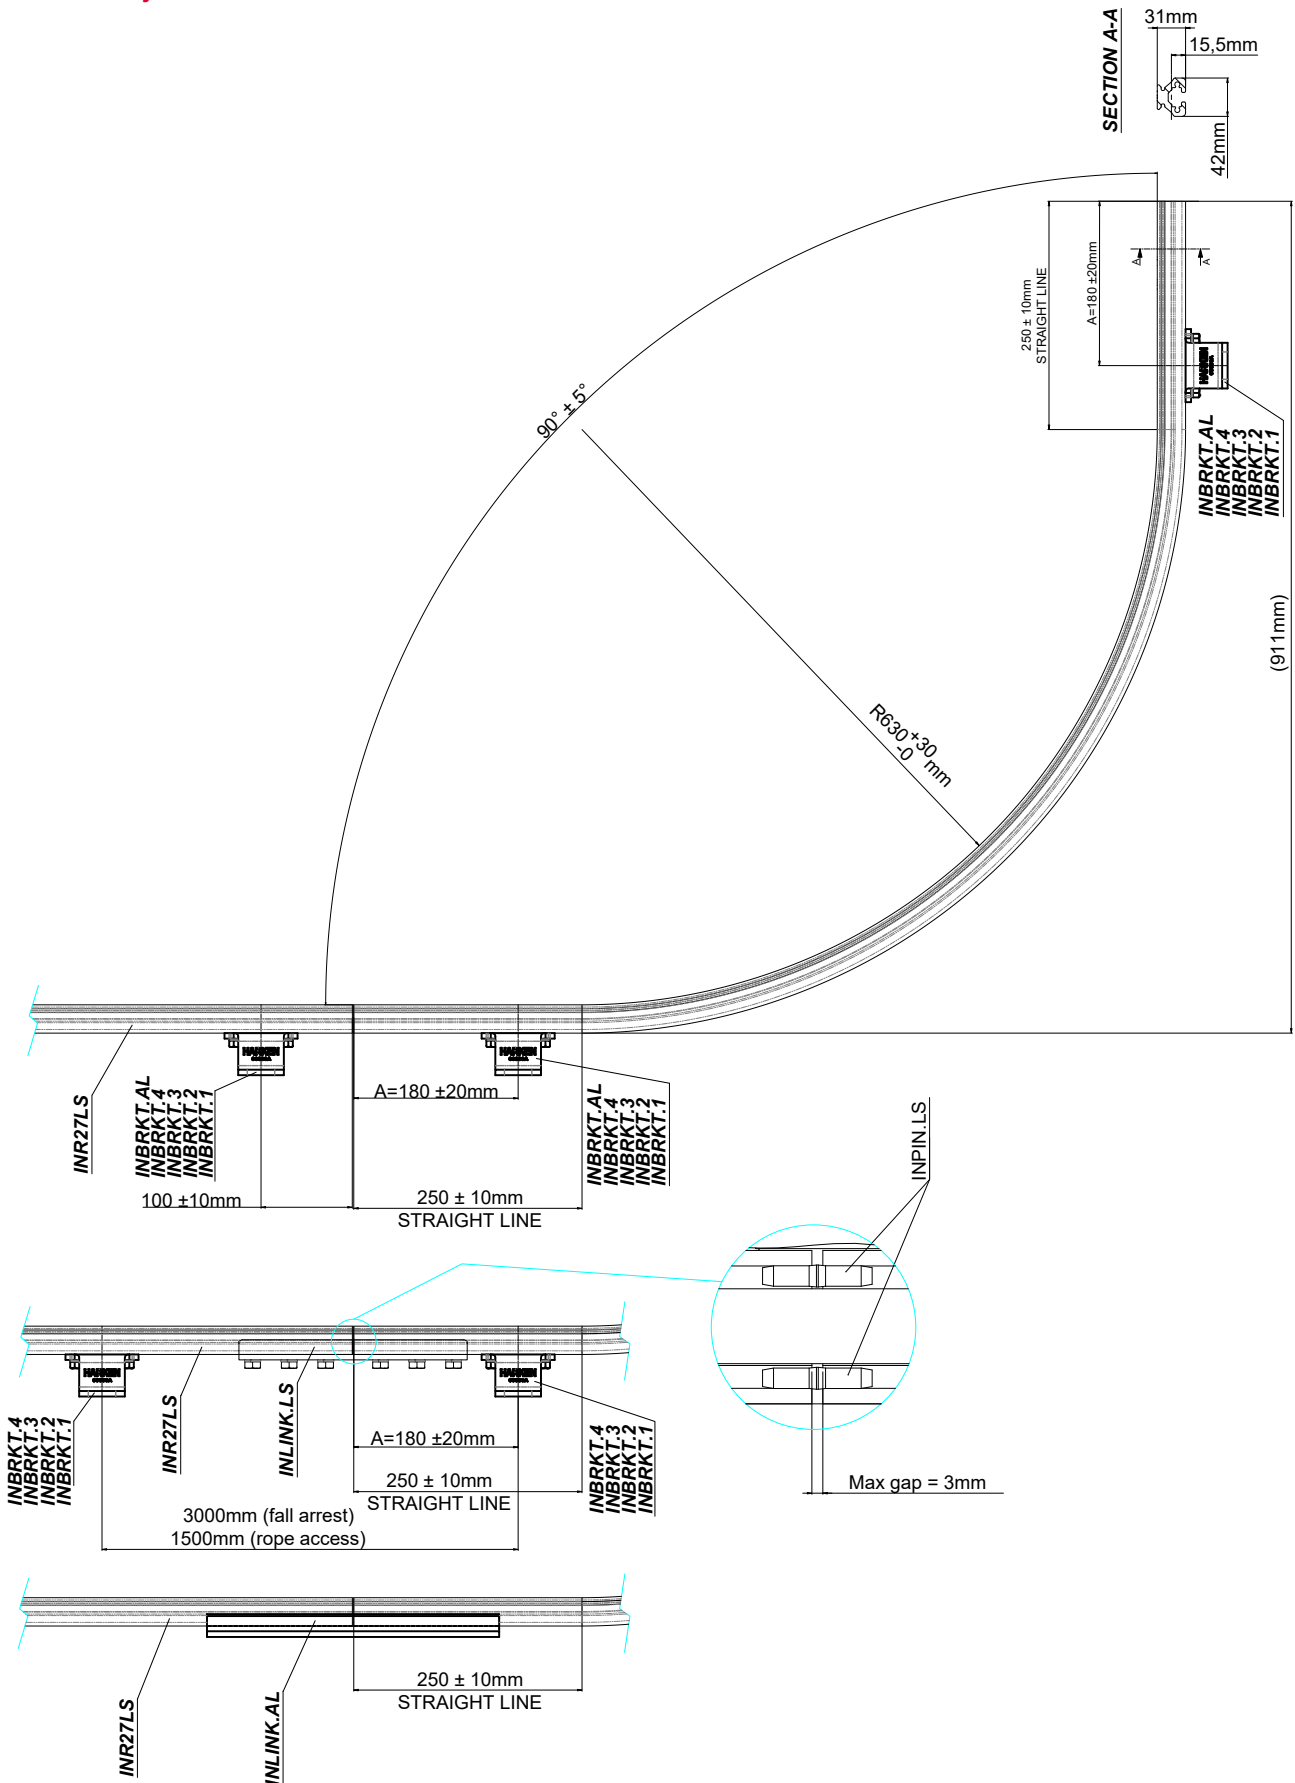 SECTION A-A
31mm
15,5mm
42mm
90° ± 5°
250 ± 10mm
STRAIGHT LINE
A=180 ±20mm
A
A
INBRKT.AL
INBRKT.4
INBRKT.3
INBRKT.2
INBRKT.1
(911mm)
R630 +30 -0 mm
INR27LS
INBRKT.AL
INBRKT.4
INBRKT.3
INBRKT.2
INBRKT.1
A=180 ±20mm
INBRKT.AL
INBRKT.4
INBRKT.3
INBRKT.2
INBRKT.1
100 ±10mm
250 ± 10mm
STRAIGHT LINE
INPIN.LS
INBRKT.4
INBRKT.3
INBRKT.2
INBRKT.1
INR27LS
INLINK.LS
A=180 ±20mm
250 ± 10mm
STRAIGHT LINE
INBRKT.4
INBRKT.3
INBRKT.2
INBRKT.1
Max gap = 3mm
3000mm (fall arrest)
1500mm (rope access)
250 ± 10mm
STRAIGHT LINE
INR27LS
INLINK.AL